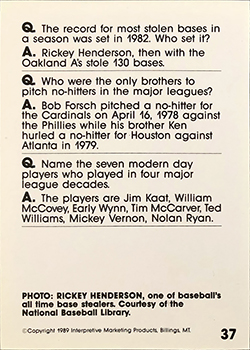 Q. The record for most stolen bases in
a season was set in 1982. Who set it?
A. Rickey Henderson, then with the
Oakland A's stole 130 bases.
Q. Who were the only brothers to
pitch no-hitters in the major leagues?
A. Bob Forsch pitched a no-hitter for
the Cardinals on April 16, 1978 against
the Phillies while his brother Ken
hurled a no-hitter for Houston against
Atlanta in 1979.
Q. Name the seven modern day
players who played in four major
league decades.
A. The players are Jim Kaat, William
McCovey, Early Wynn, Tim McCarver, Ted
Williams, Mickey Vernon, Nolan Ryan.
PHOTO: RICKEY HENDERSON, one of baseball's
all time base stealers. Courtesy of the
National Baseball Library.
37
©Copyright 1989 Interpretive Marketing Products, Billings, MT.